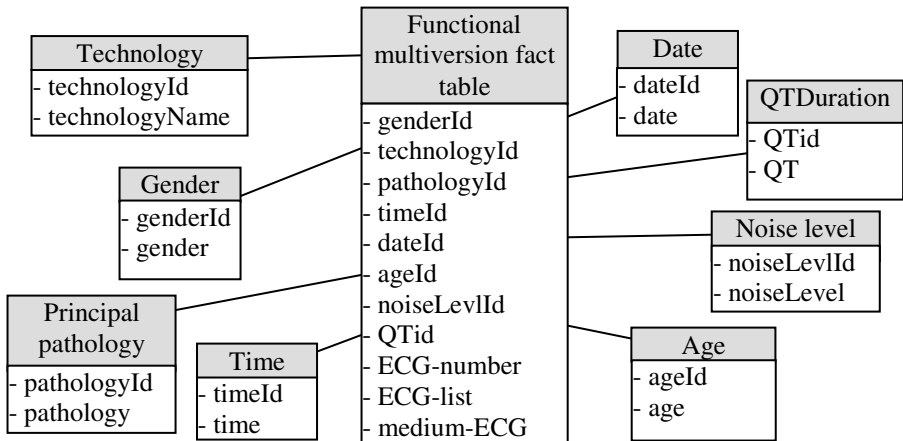 Technology
- technologyId
- technologyName
Gender
- genderId
- gender
Principal
pathology
- pathologyId
- pathology
Time
- timeId
- time
Functional
multiversion fact
table
- genderId
- technologyId
- pathologyId
- timeId
- dateId
- ageId
- noiseLevlId
- QTid
- ECG-number
- ECG-list
- medium-ECG
Date
- dateId
- date
QTDuration
- QTid
- QT
Noise level
- noiseLevlId
- noiseLevel
Age
- ageId
- age